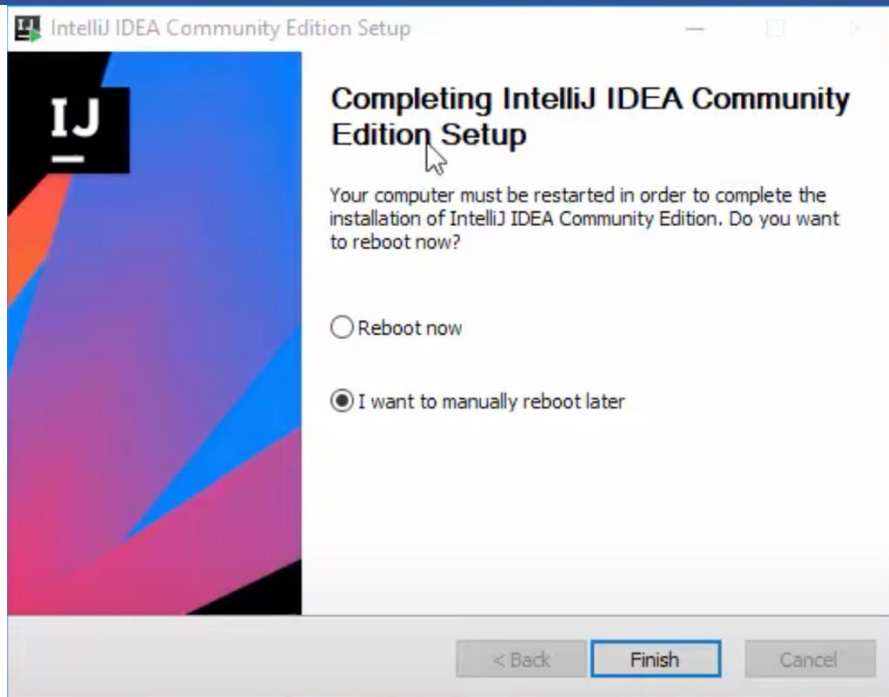 IntelliJ IDEA Community Edition Setup
IJ
Completing IntelliJ IDEA Community
Edition Setup
Your computer must be restarted in order to complete the
installation of IntelliJ IDEA Community Edition. Do you want
to reboot now?
Reboot now
I want to manually reboot later
< Back
Finish
Cancel